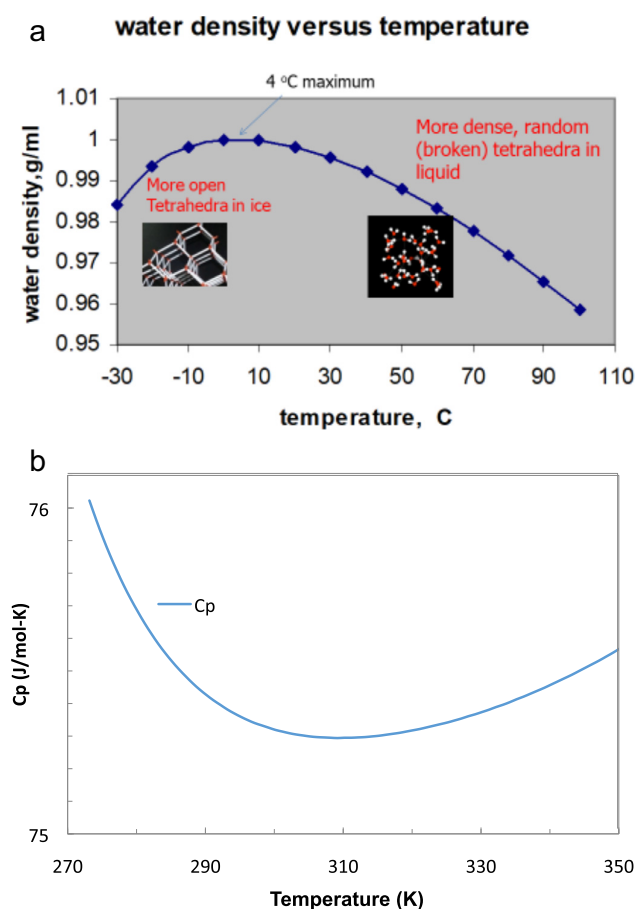 a
water density versus temperature
4 °C maximum
1.01
1
0.99
0.98
0.97
0.96
0.95
water density,g/ml
More open
Tetrahedra in ice
More dense, random
(broken) tetrahedra in
liquid
-30
-10
10
30
50
70
90
110
temperature, C
b
76
75
Cp (J/mol-K)
Cp
270
290
310
330
350
Temperature (K)